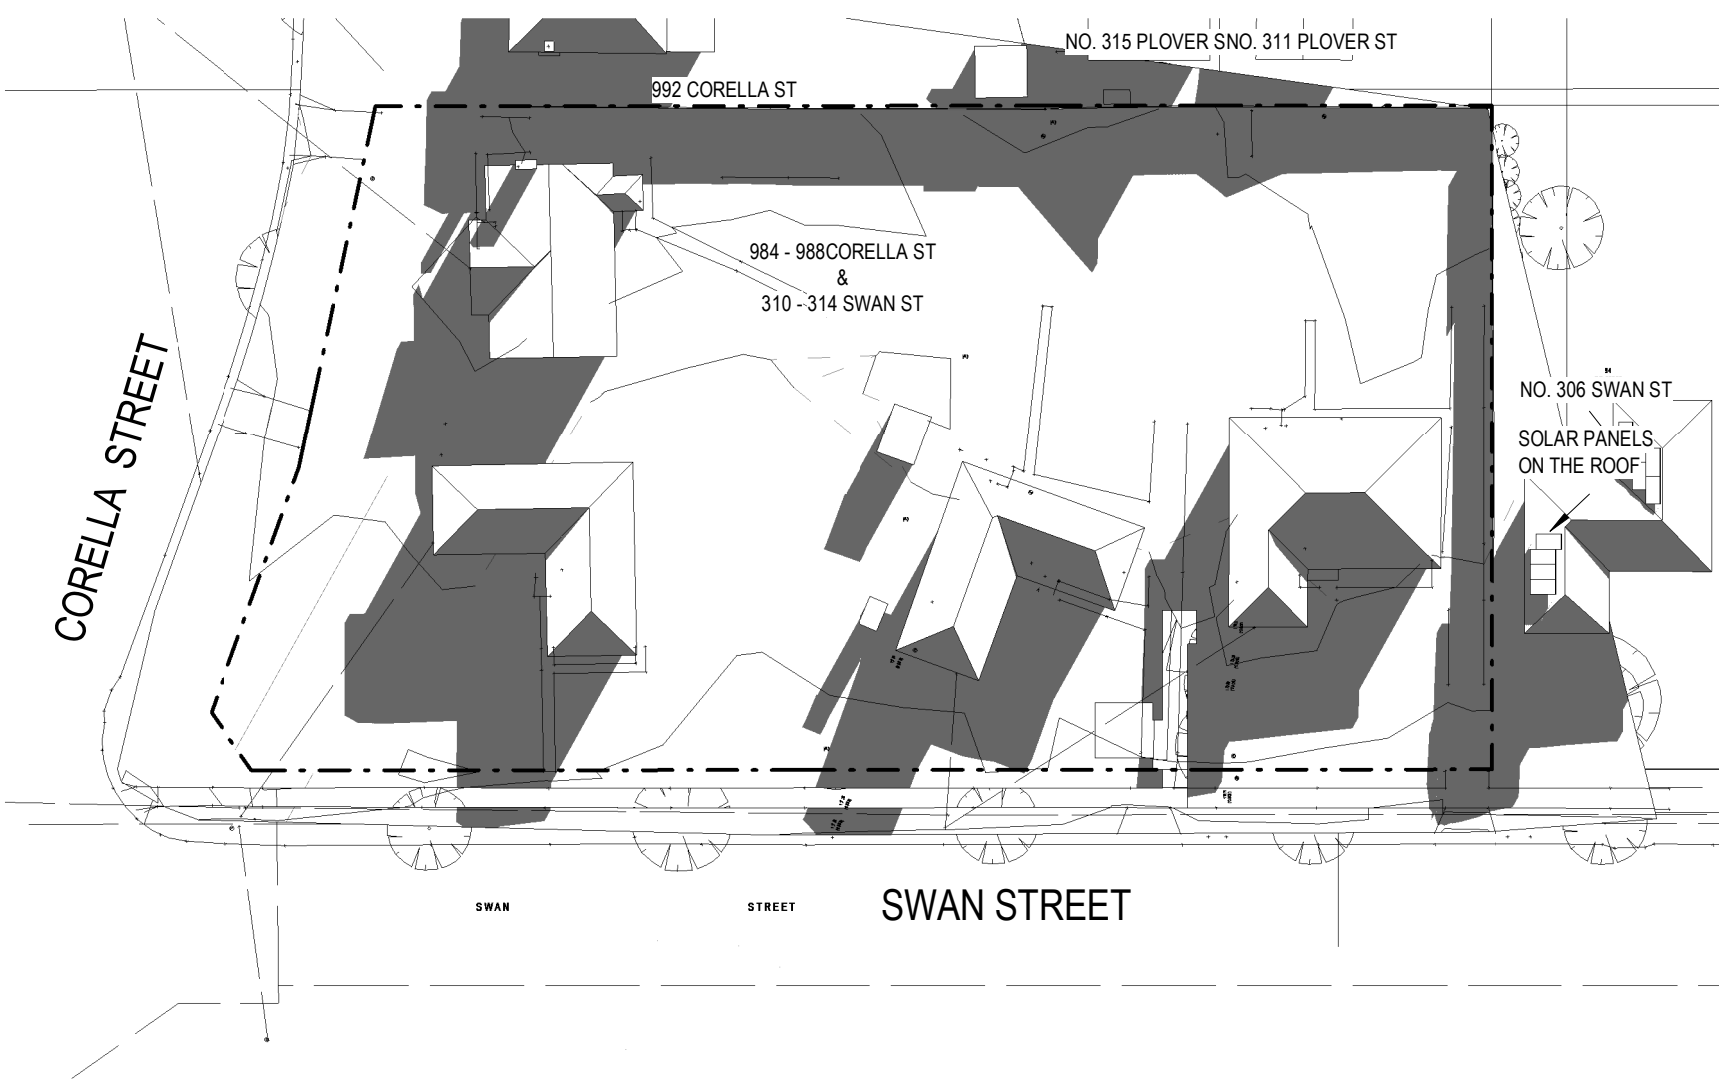 NO. 315 PLOVER SNO. 311 PLOVER ST
992 CORELLA ST
984 - 988CORELLA ST
&
310 - 314 SWAN ST
CORELLA STREET
NO. 306 SWAN ST
SOLAR PANELS
ON THE ROOF
SWAN STREET
SWAN STREET